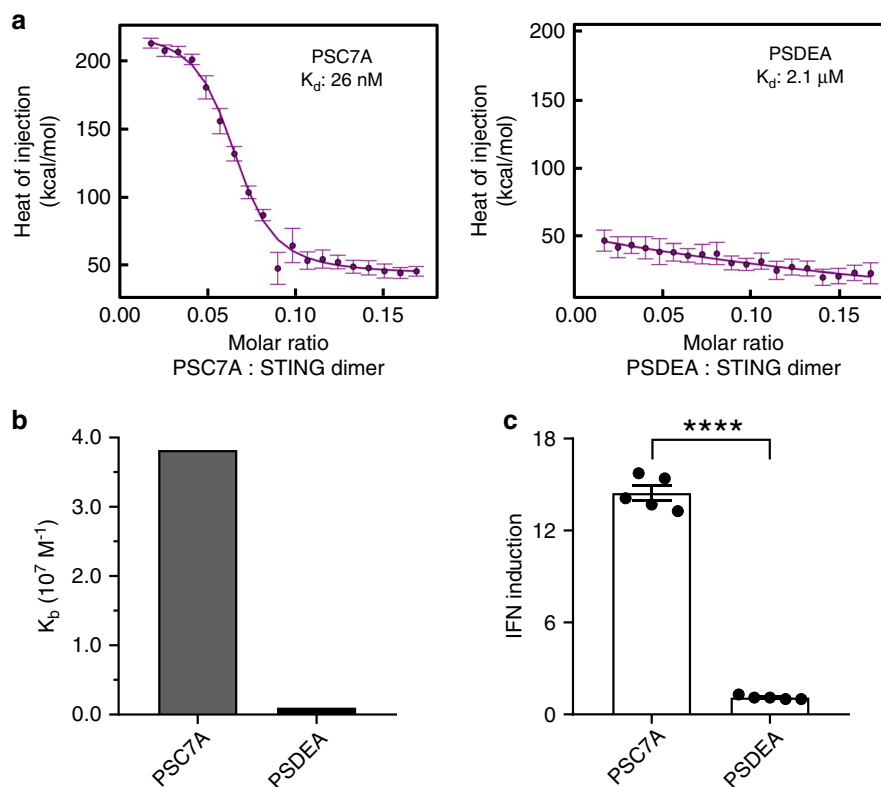 a
Heat of injection
(kcal/mol)
200
150
100
50
PSC7A
Kd: 26 nM
0.00
0.05
0.10
0.15
Molar ratio
PSC7A : STING dimer
Heat of injection
(kcal/mol)
200
150
100
50
PSDEA
Kd: 2.1 μM
0.00
0.05
0.10
0.15
Molar ratio
PSDEA : STING dimer
b
Kb (10⁷ M⁻¹)
4.0
3.0
2.0
1.0
0.0
PSC7A
PSDEA
c
IFN induction
18
12
6
0
****
PSC7A
PSDEA